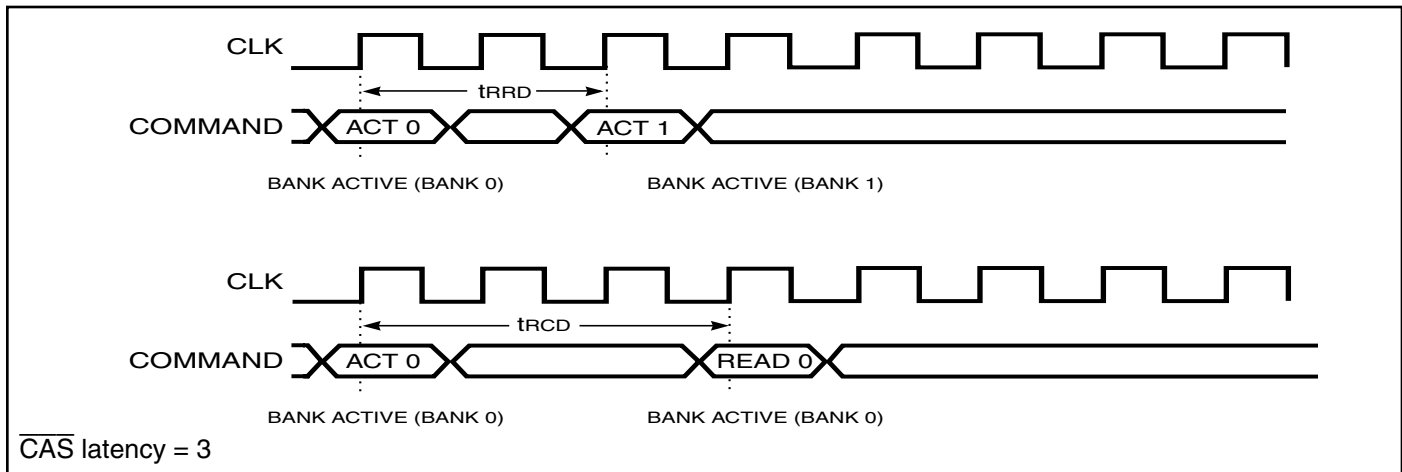 CLK
tRRD
COMMAND ACT 0 ACT 1
BANK ACTIVE (BANK 0) BANK ACTIVE (BANK 1)
CLK
tRCD
COMMAND ACT 0 READ 0
BANK ACTIVE (BANK 0) BANK ACTIVE (BANK 0)
C̅A̅S̅ latency = 3